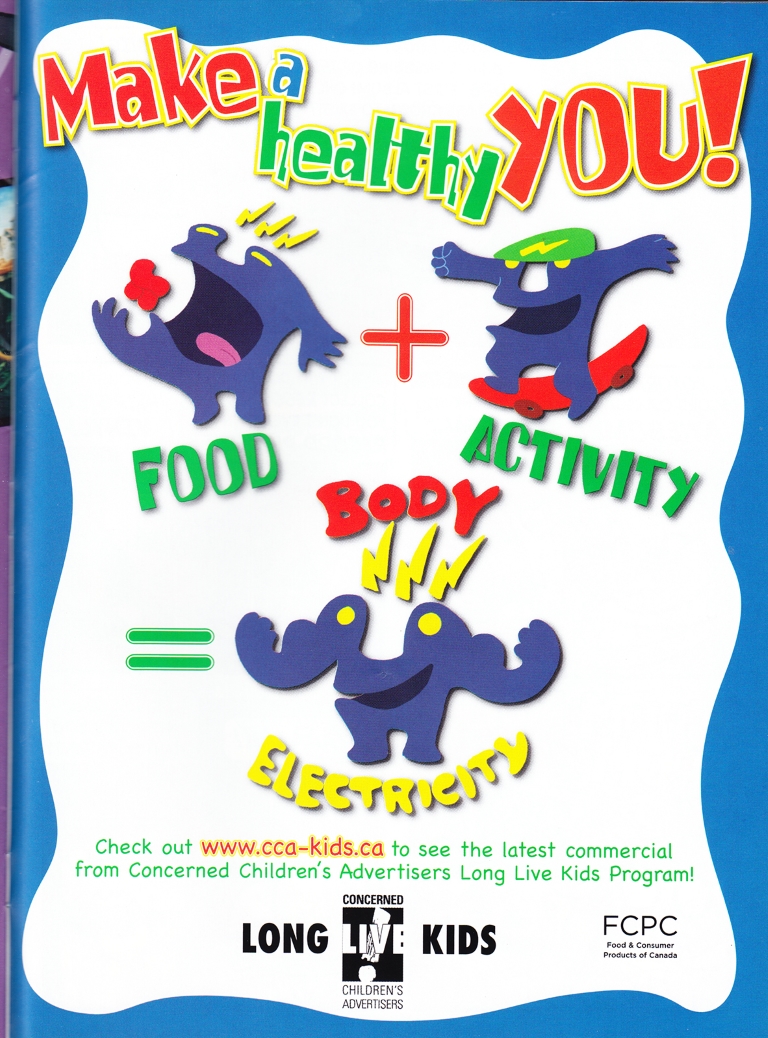 Make a healthy YOU!
+
FOOD
ACTIVITY
=
BODY
ELECTRICITY
Check out www.cca-kids.ca to see the latest commercial
from Concerned Children's Advertisers Long Live Kids Program!
CONCERNED
LONG LIVE KIDS
CHILDREN'S
ADVERTISERS
FCPC
Food & Consumer
Products of Canada